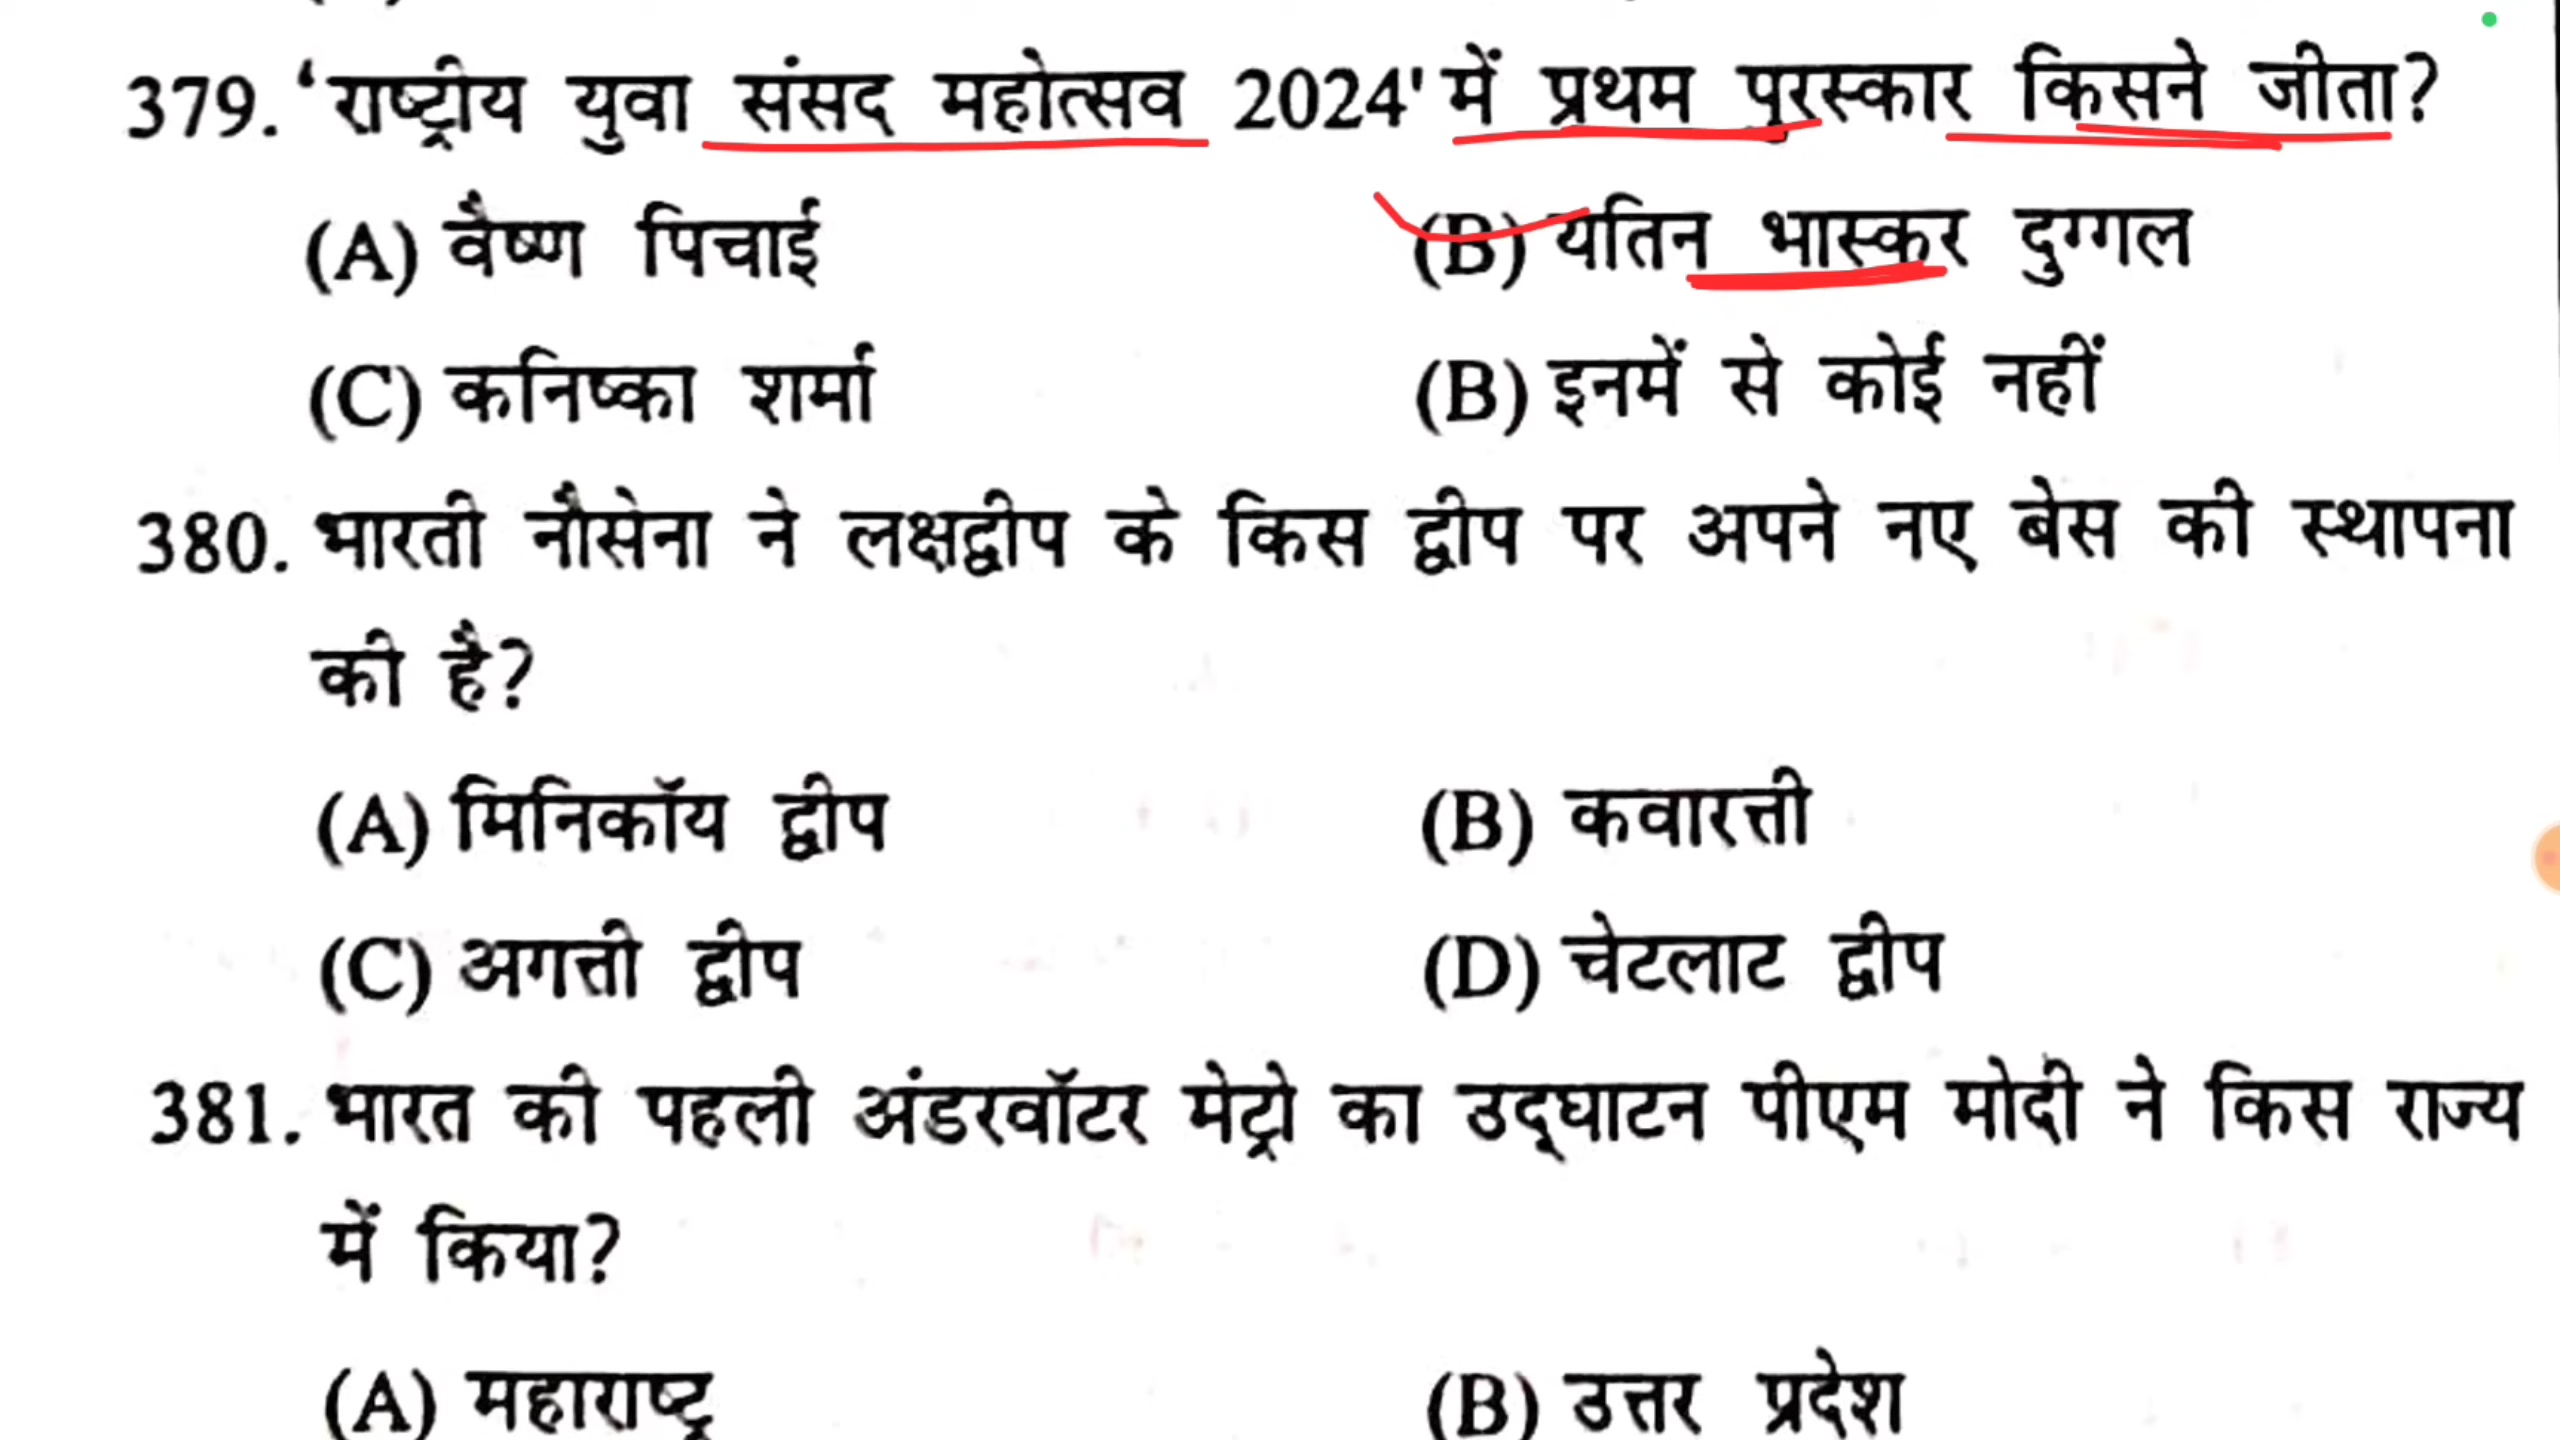 379. ‘राष्ट्रीय युवा संसद महोत्सव 2024' में प्रथम पुरस्कार किसने जीता?
(A) वैष्ण पिचाई (B) यतिन भास्कर दुग्गल
(C) कनिष्का शर्मा (B) इनमें से कोई नहीं
380. भारती नौसेना ने लक्षद्वीप के किस द्वीप पर अपने नए बेस की स्थापना
की है?
(A) मिनिकॉय द्वीप (B) कवारत्ती
(C) अगत्ती द्वीप (D) चेटलाट द्वीप
381. भारत की पहली अंडरवॉटर मेट्रो का उद्घाटन पीएम मोदी ने किस राज्य
में किया?
(A) महाराष्ट्र (B) उत्तर प्रदेश